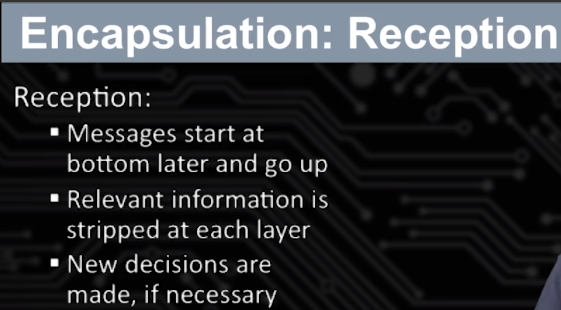 Encapsulation: Reception
Reception:
▪ Messages start at
bottom later and go up
▪ Relevant information is
stripped at each layer
▪ New decisions are
made, if necessary